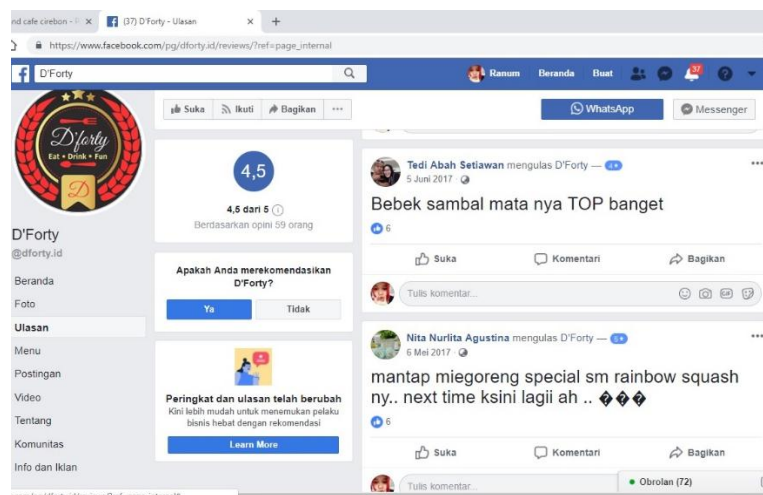 nd cafe cirebon -
(37) D'Forty - Ulasan
https://www.facebook.com/pg/dforty.id/reviews/?ref=page_internal
D'Forty
Ranum Beranda Buat 37
Suka Ikuti Bagikan
WhatsApp Messenger
D'forty
Eat • Drink • Fun
D
D'Forty
@dforty.id
Beranda
Foto
Ulasan
Menu
Postingan
Video
Tentang
Komunitas
Info dan Iklan
4,5
4,5 dari 5
Berdasarkan opini 59 orang
Apakah Anda merekomendasikan
D'Forty?
Ya Tidak
Peringkat dan ulasan telah berubah
Kini lebih mudah untuk menemukan pelaku
bisnis hebat dengan rekomendasi
Learn More
Tedi Abah Setiawan mengulas D'Forty —
5 Juni 2017
Bebek sambal mata nya TOP banget
6
Suka Komentari Bagikan
Tulis komentar...
Nita Nurlita Agustina mengulas D'Forty — 5★
6 Mei 2017
mantap miegoreng special sm rainbow squash
ny.. next time ksini lagii ah .. ���
6
Suka Komentari Bagikan
Tulis komentar...
Obrolan (72)